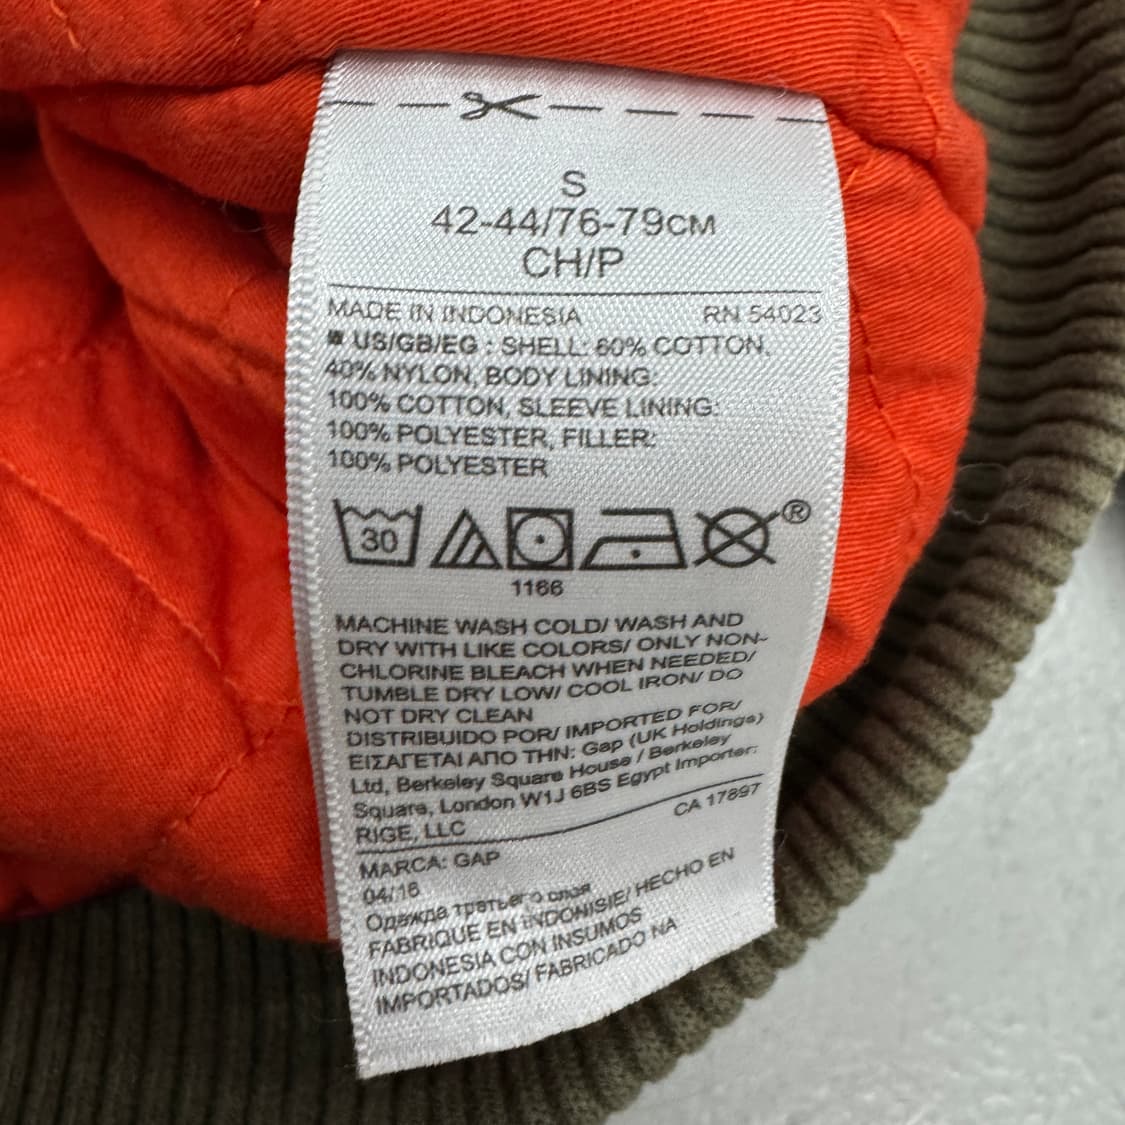 S
42-44/76-79CM
CH/P
MADE IN INDONESIA RN 54023
US/GB/EG : SHELL: 60% COTTON,
40% NYLON, BODY LINING:
100% COTTON, SLEEVE LINING:
100% POLYESTER, FILLER:
100% POLYESTER
30 ®
1166
MACHINE WASH COLD/ WASH AND
DRY WITH LIKE COLORS/ ONLY NON-
CHLORINE BLEACH WHEN NEEDED/
TUMBLE DRY LOW/ COOL IRON/ DO
NOT DRY CLEAN
DISTRIBUIDO POR/ IMPORTED FOR/
ΕΙΣΑΓΕΤΑΙ ΑΠΟ ΤΗΝ: Gap (UK Holdings)
Ltd, Berkeley Square House / Berkeley
Square, London W1J 6BS Egypt Importer:
RIGE, LLC CA 17897
MARCA: GAP
04/16
Одежда третьего слоя
FABRIQUE EN INDONISIE/ HECHO EN
INDONESIA CON INSUMOS
IMPORTADOS/ FABRICADO NA